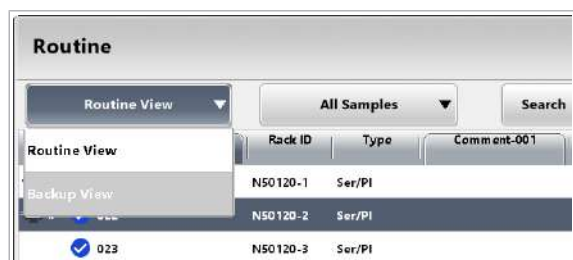 Routine
Routine View ▼ All Samples ▼ Search
Rack ID Type Comment-001
Routine View
N50120-1 Ser/Pl
Backup View
022 N50120-2 Ser/Pl
023 N50120-3 Ser/Pl